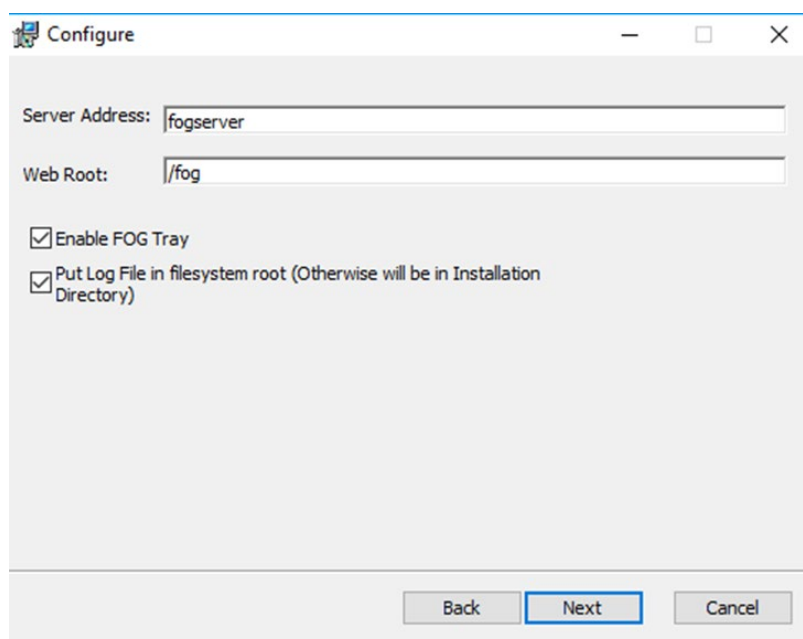 Configure
Server Address: fogserver
Web Root: /fog
Enable FOG Tray
Put Log File in filesystem root (Otherwise will be in Installation
Directory)
Back Next Cancel